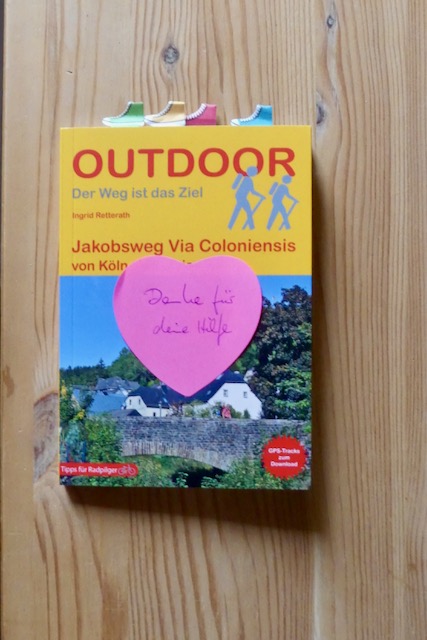 OUTDOOR
Der Weg ist das Ziel
Ingrid Retterath
Jakobsweg Via Coloniensis
von Köln
Danke für
deine Hilfe
GPS-Tracks
zum
Download
Tipps für Radpilger